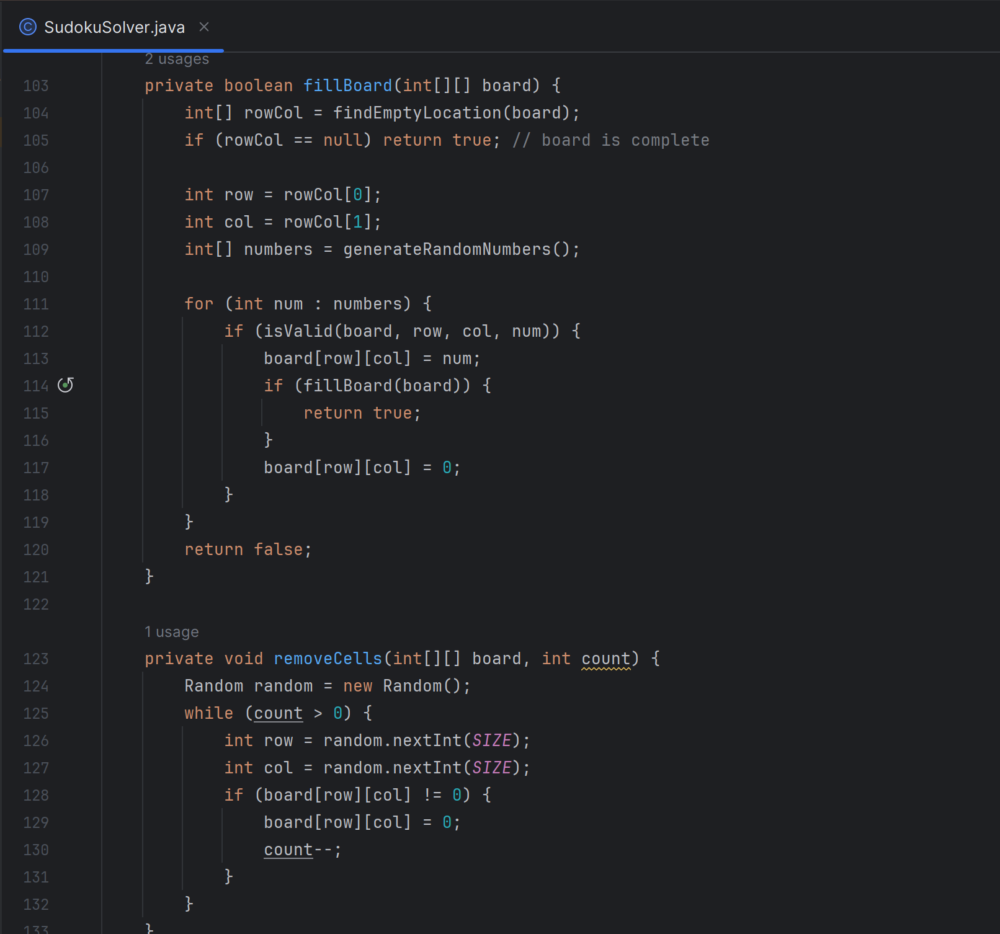 SudokuSolver.java
2 usages
103 private boolean fillBoard(int[][] board) {
104 int[] rowCol = findEmptyLocation(board);
105 if (rowCol == null) return true; // board is complete
106
107 int row = rowCol[0];
108 int col = rowCol[1];
109 int[] numbers = generateRandomNumbers();
110
111 for (int num : numbers) {
112 if (isValid(board, row, col, num)) {
113 board[row][col] = num;
114 if (fillBoard(board)) {
115 return true;
116 }
117 board[row][col] = 0;
118 }
119 }
120 return false;
121 }
122
1 usage
123 private void removeCells(int[][] board, int count) {
124 Random random = new Random();
125 while (count > 0) {
126 int row = random.nextInt(SIZE);
127 int col = random.nextInt(SIZE);
128 if (board[row][col] != 0) {
129 board[row][col] = 0;
130 count--;
131 }
132 }
133 }